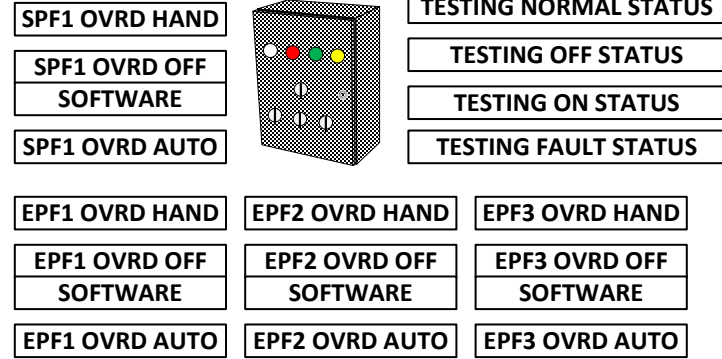 SPF1 OVRD HAND
SPF1 OVRD OFF
SOFTWARE
SPF1 OVRD AUTO
TESTING NORMAL STATUS
TESTING OFF STATUS
TESTING ON STATUS
TESTING FAULT STATUS
EPF1 OVRD HAND
EPF2 OVRD HAND
EPF3 OVRD HAND
EPF1 OVRD OFF
SOFTWARE
EPF2 OVRD OFF
SOFTWARE
EPF3 OVRD OFF
SOFTWARE
EPF1 OVRD AUTO
EPF2 OVRD AUTO
EPF3 OVRD AUTO